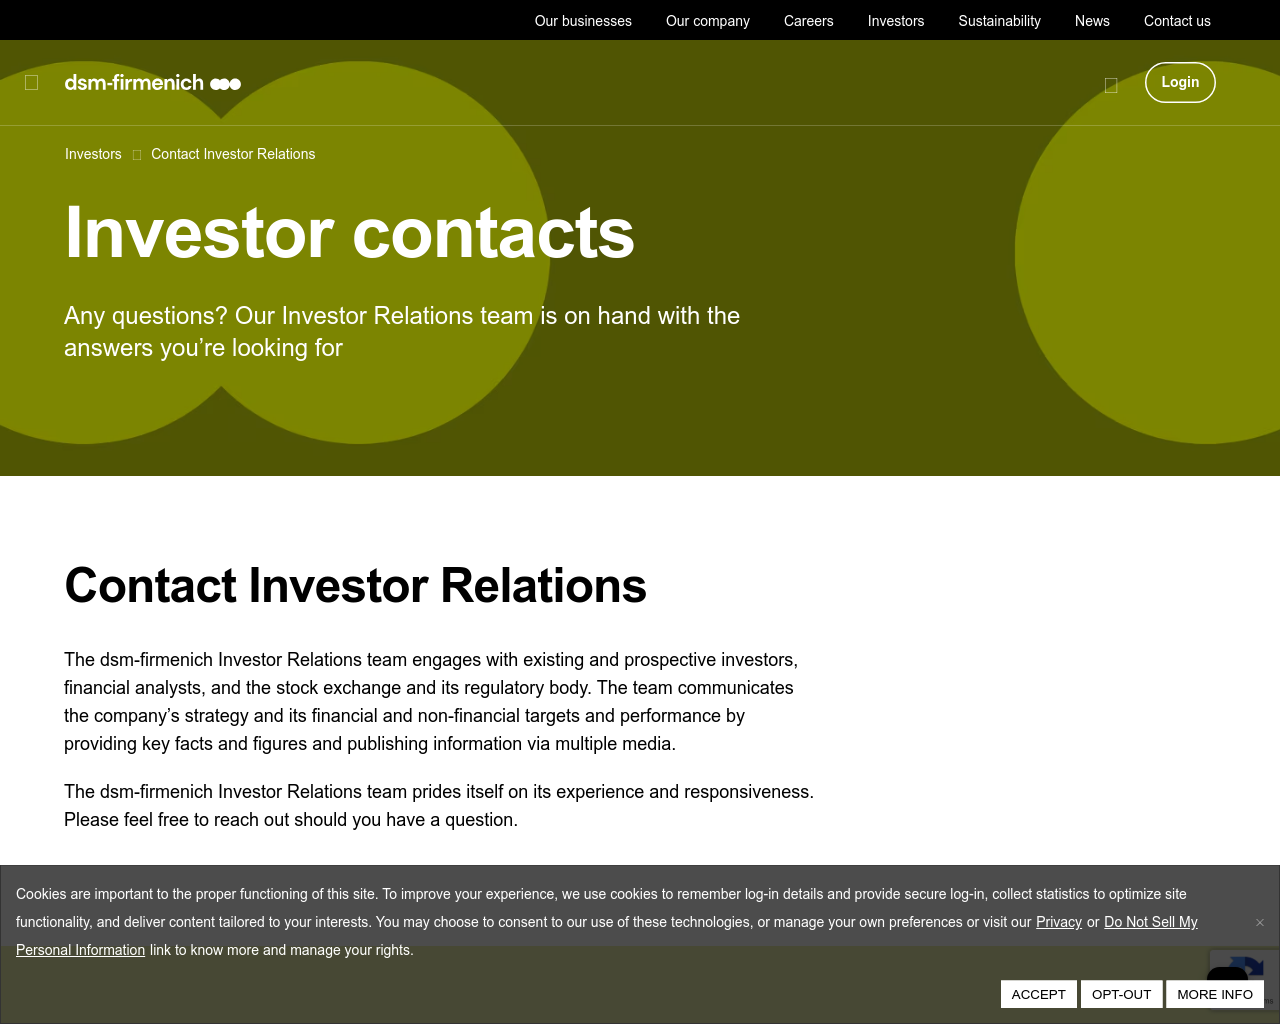 Our businesses Our company Careers Investors Sustainability News Contact us
dsm-firmenich
Login
Investors Contact Investor Relations
Investor contacts
Any questions? Our Investor Relations team is on hand with the
answers you’re looking for
Contact Investor Relations
The dsm-firmenich Investor Relations team engages with existing and prospective investors,
financial analysts, and the stock exchange and its regulatory body. The team communicates
the company’s strategy and its financial and non-financial targets and performance by
providing key facts and figures and publishing information via multiple media.
The dsm-firmenich Investor Relations team prides itself on its experience and responsiveness.
Please feel free to reach out should you have a question.
Cookies are important to the proper functioning of this site. To improve your experience, we use cookies to remember log-in details and provide secure log-in, collect statistics to optimize site
functionality, and deliver content tailored to your interests. You may choose to consent to our use of these technologies, or manage your own preferences or visit our Privacy or Do Not Sell My
Personal Information link to know more and manage your rights.
ACCEPT OPT-OUT MORE INFO